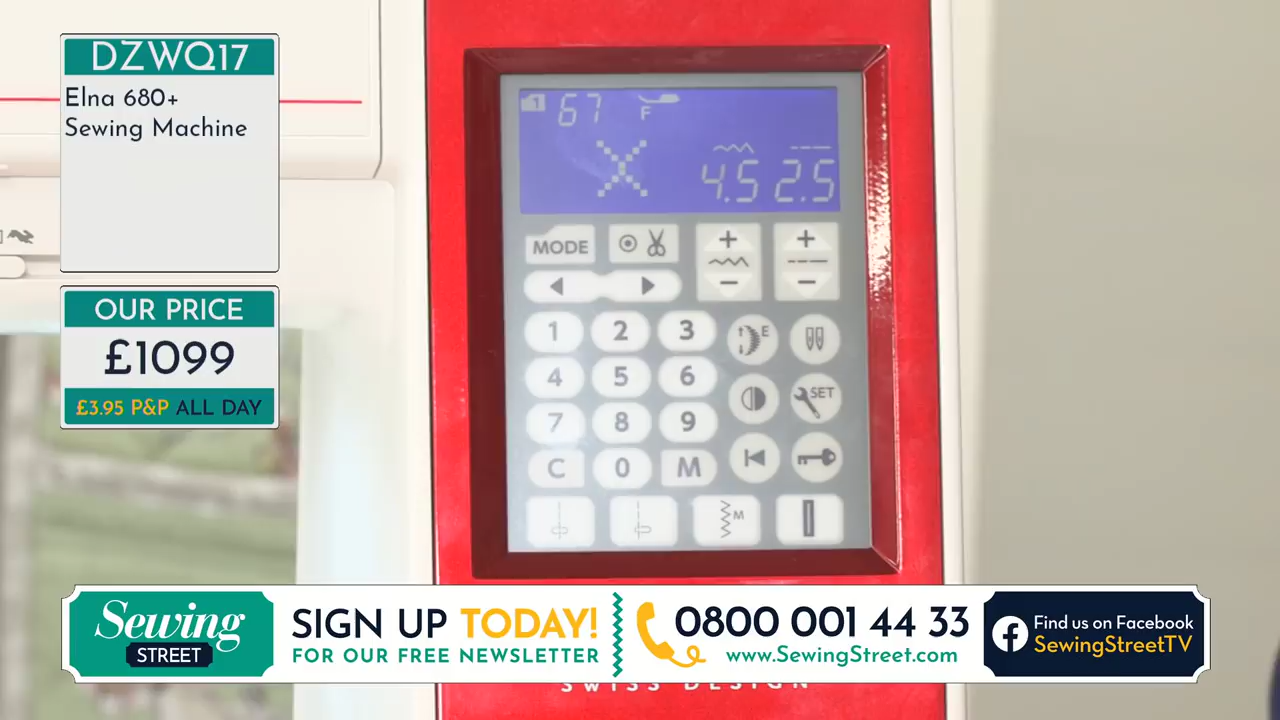 DZWQ17
Elna 680+
Sewing Machine
OUR PRICE
£1099
£3.95 P&P ALL DAY
1 67 F
4.5 2.5
MODE
+ +
- -
1 2 3
E
4 5 6
SET
7 8 9
C 0 M
M
Sewing
STREET
SIGN UP TODAY!
FOR OUR FREE NEWSLETTER
0800 001 44 33
www.SewingStreet.com
Find us on Facebook
SewingStreetTV
SWISS DESIGN